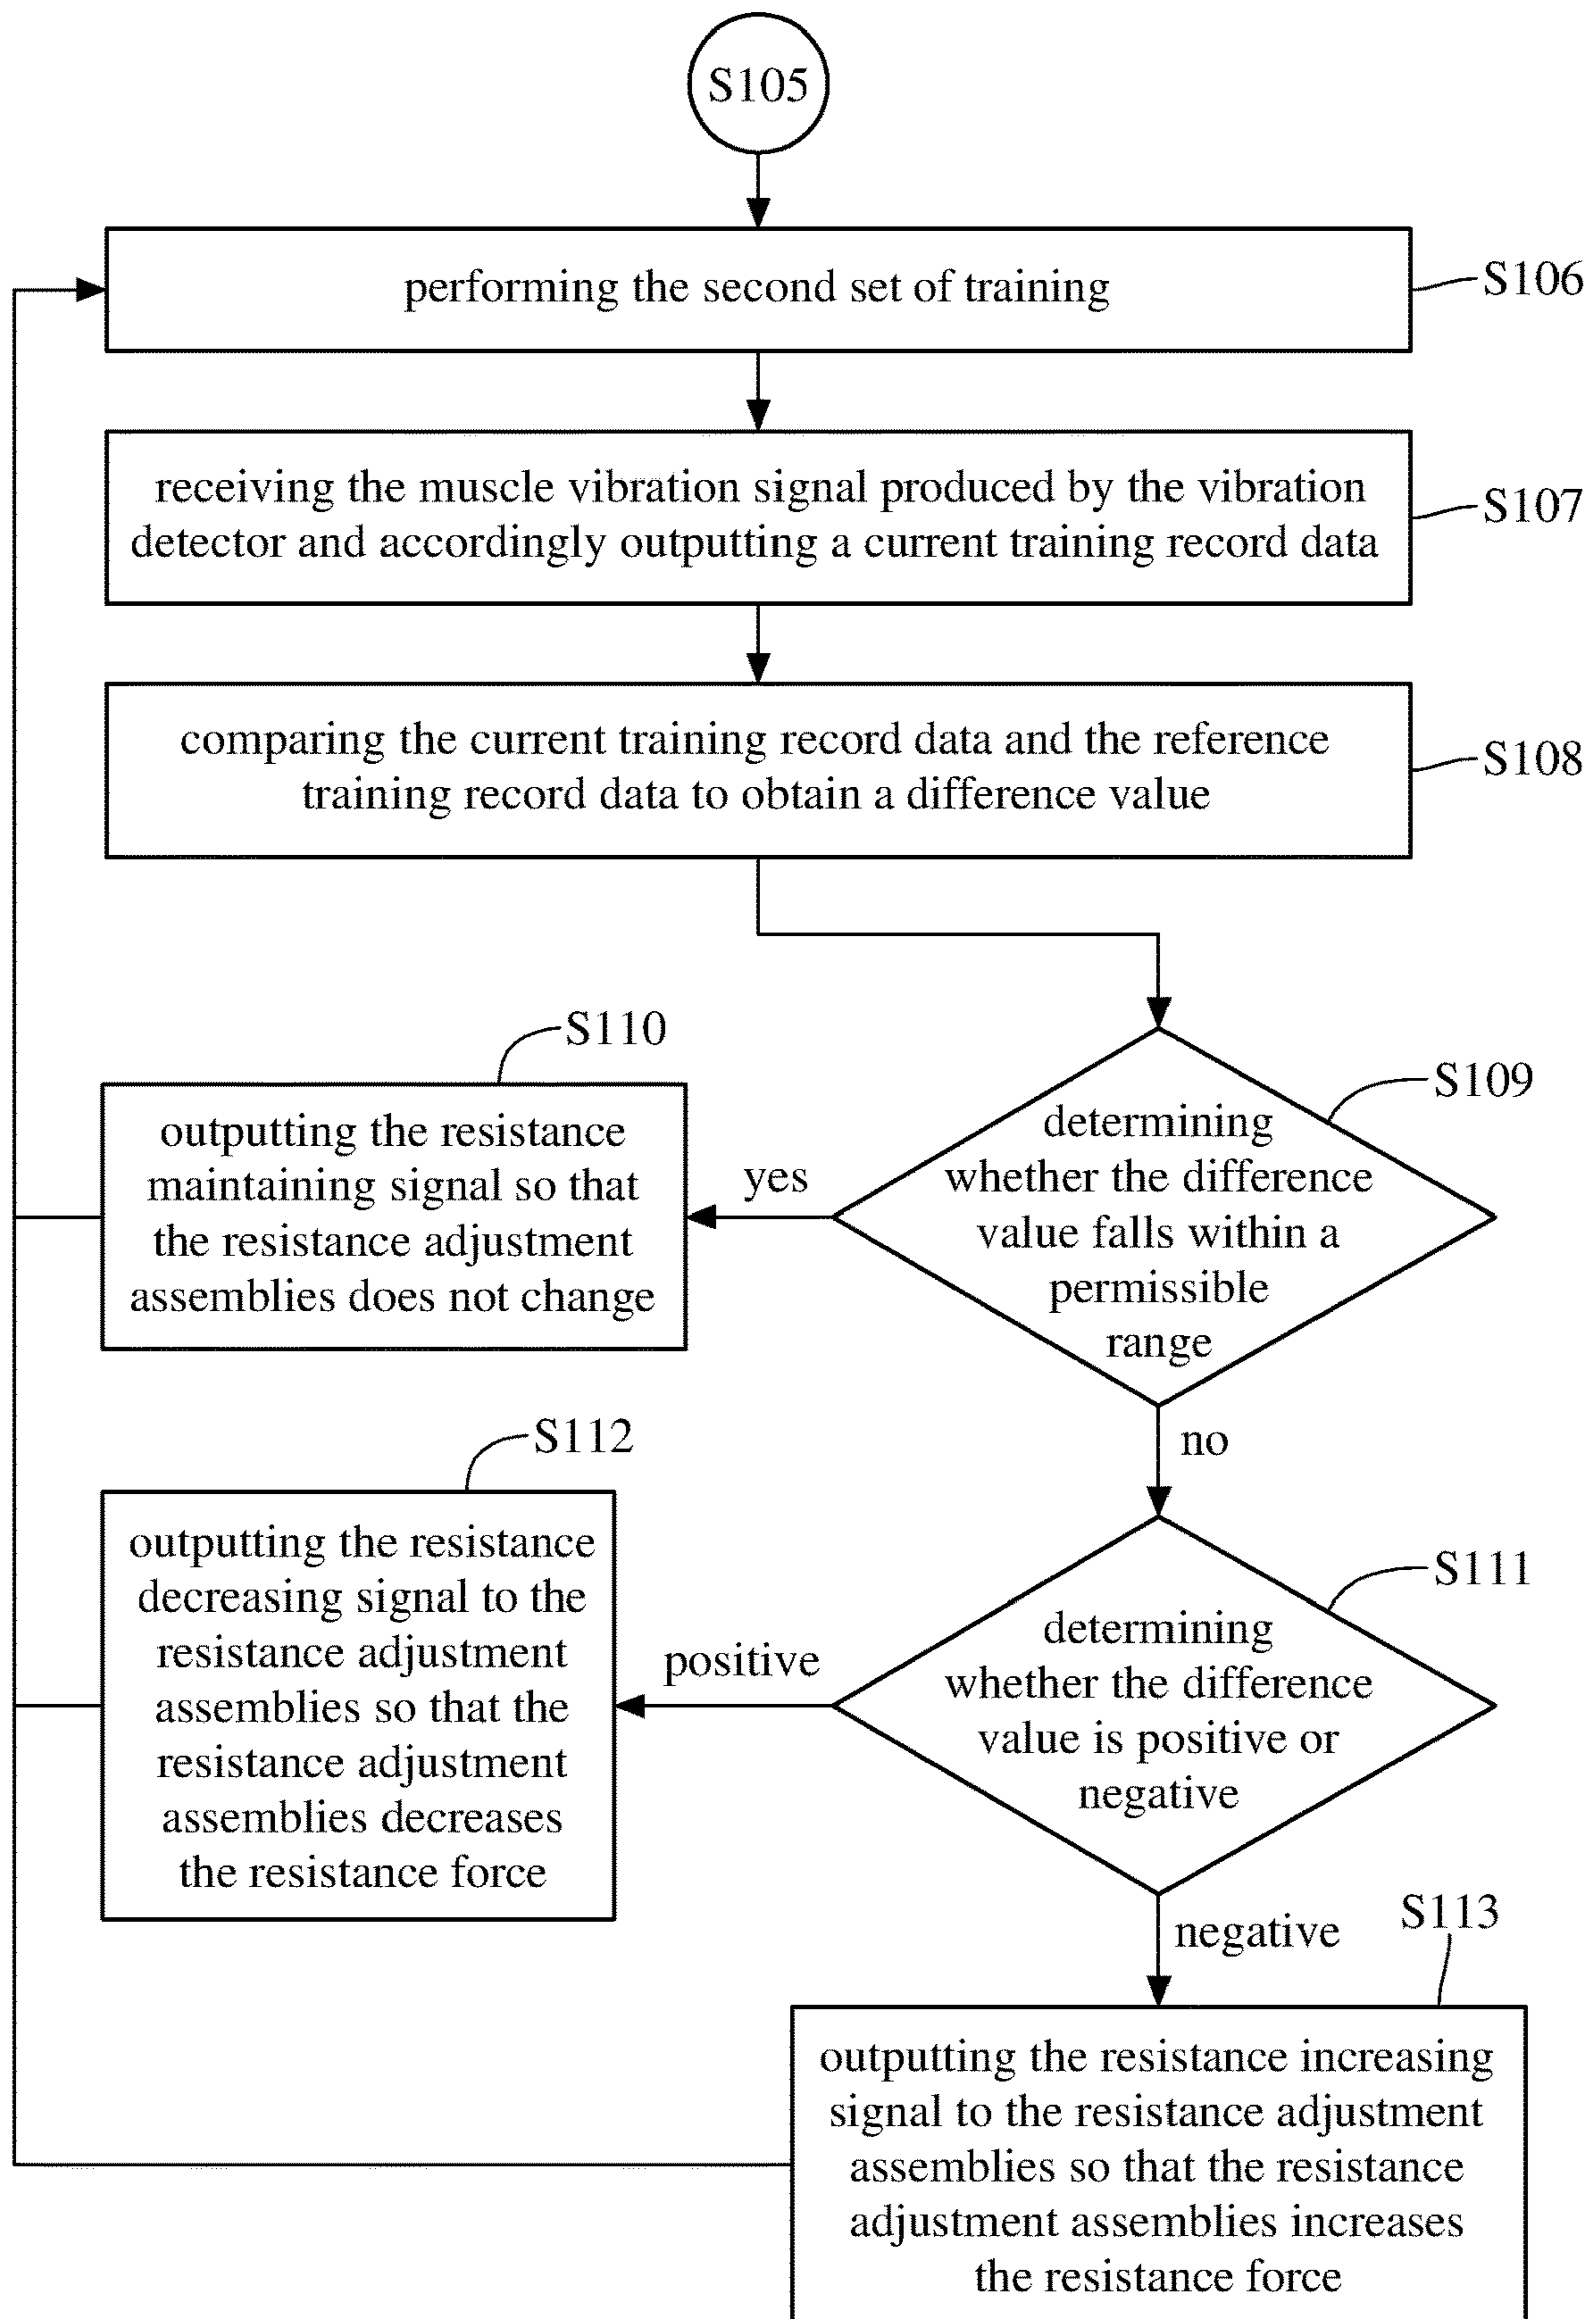 S105
performing the second set of training
S106
receiving the muscle vibration signal produced by the vibration
detector and accordingly outputting a current training record data
S107
comparing the current training record data and the reference
training record data to obtain a difference value
S108
S110
outputting the resistance
maintaining signal so that
the resistance adjustment
assemblies does not change
yes
S109
determining
whether the difference
value falls within a
permissible
range
no
S112
outputting the resistance
decreasing signal to the
resistance adjustment
assemblies so that the
resistance adjustment
assemblies decreases
the resistance force
positive
S111
determining
whether the difference
value is positive or
negative
negative
S113
outputting the resistance increasing
signal to the resistance adjustment
assemblies so that the resistance
adjustment assemblies increases
the resistance force